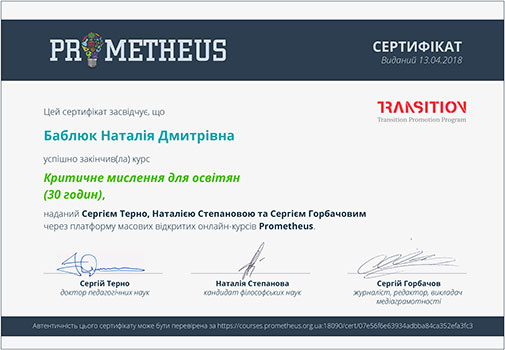 PROMETHEUS
СЕРТИФІКАТ
Виданий 13.04.2018
Цей сертифікат засвідчує, що
TRANSITION
Transition Promotion Program
Баблюк Наталія Дмитрівна
успішно закінчив(ла) курс
Критичне мислення для освітян
(30 годин),
наданий Сергієм Терно, Наталією Степановою та Сергієм Горбачовим
через платформу масових відкритих онлайн-курсів Prometheus.
Сергій Терно
доктор педагогічних наук
Наталія Степанова
кандидат філософських наук
Сергій Горбачов
журналіст, редактор, викладач
медіаграмотності
Автентичність цього сертифікату може бути перевірена за https://courses.prometheus.org.ua:18090/cert/07e56f6e63934adbba84ca352efa3fc3